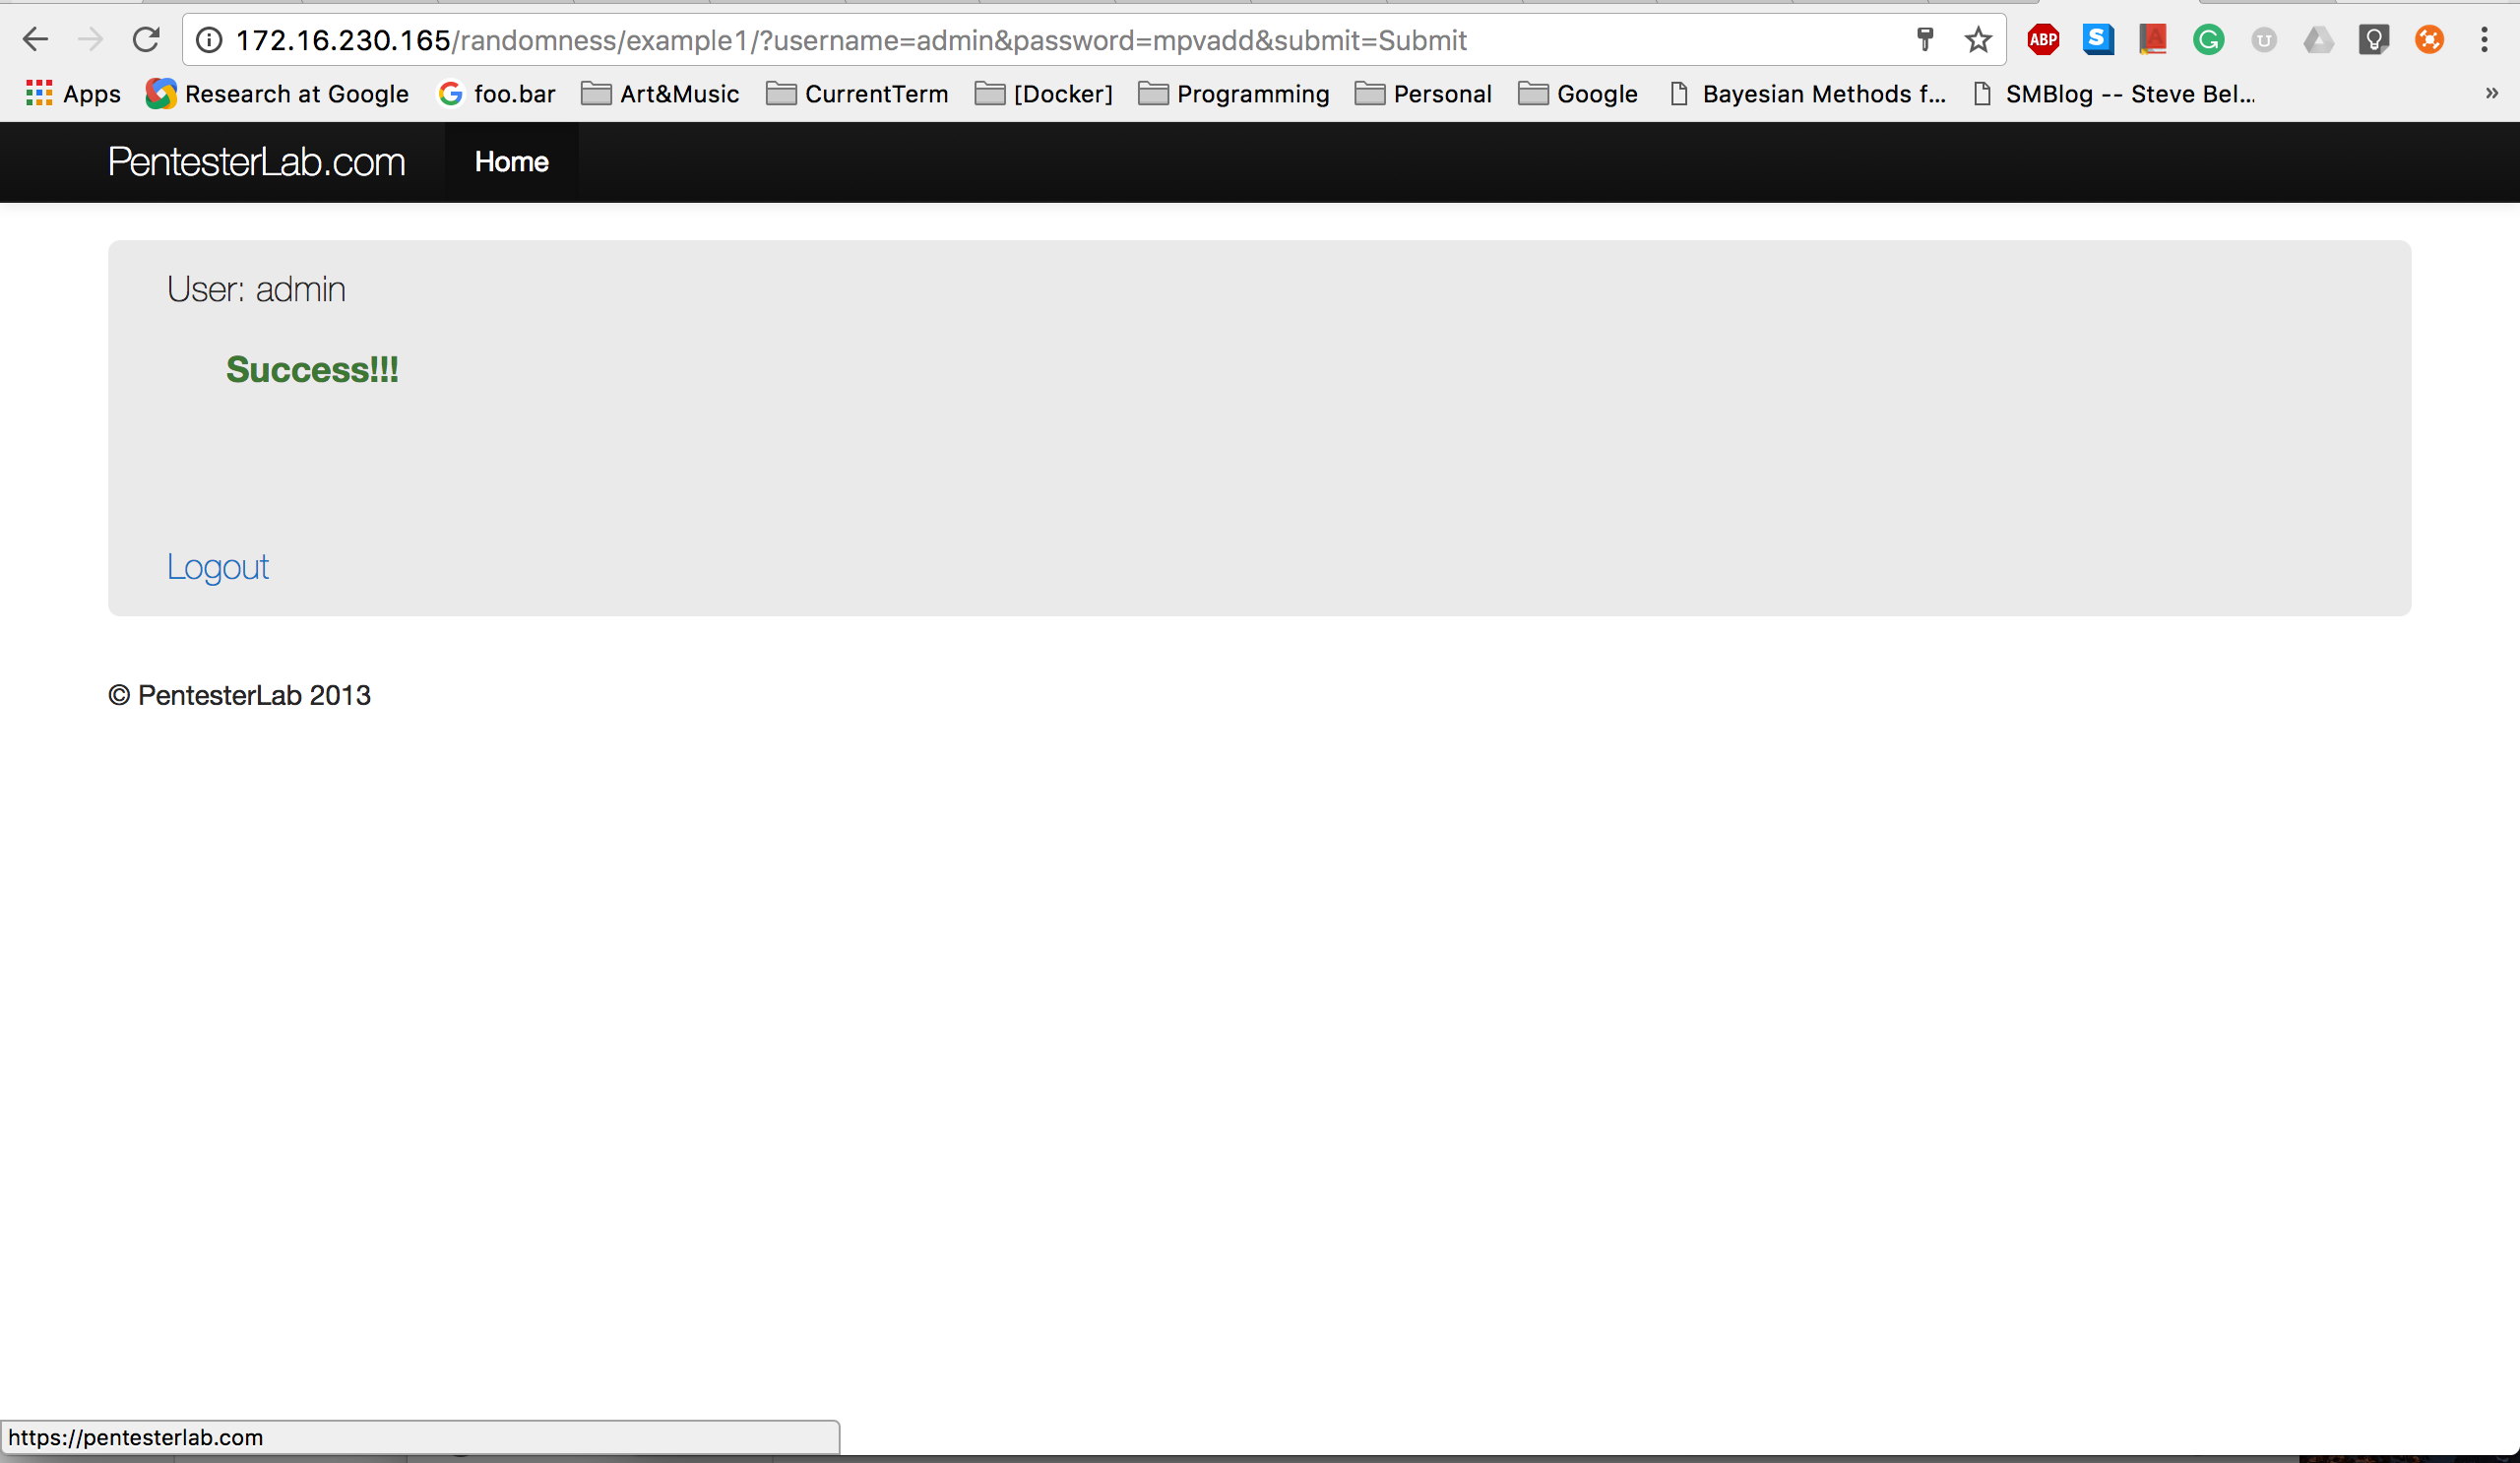 172.16.230.165/randomness/example1/?username=admin&password=mpvadd&submit=Submit ABP S A G U
Apps Research at Google G foo.bar Art&Music CurrentTerm [Docker] Programming Personal Google Bayesian Methods f... SMBlog -- Steve Bel... »
PentesterLab.com Home
User: admin
Success!!!
Logout
© PentesterLab 2013
https://pentesterlab.com